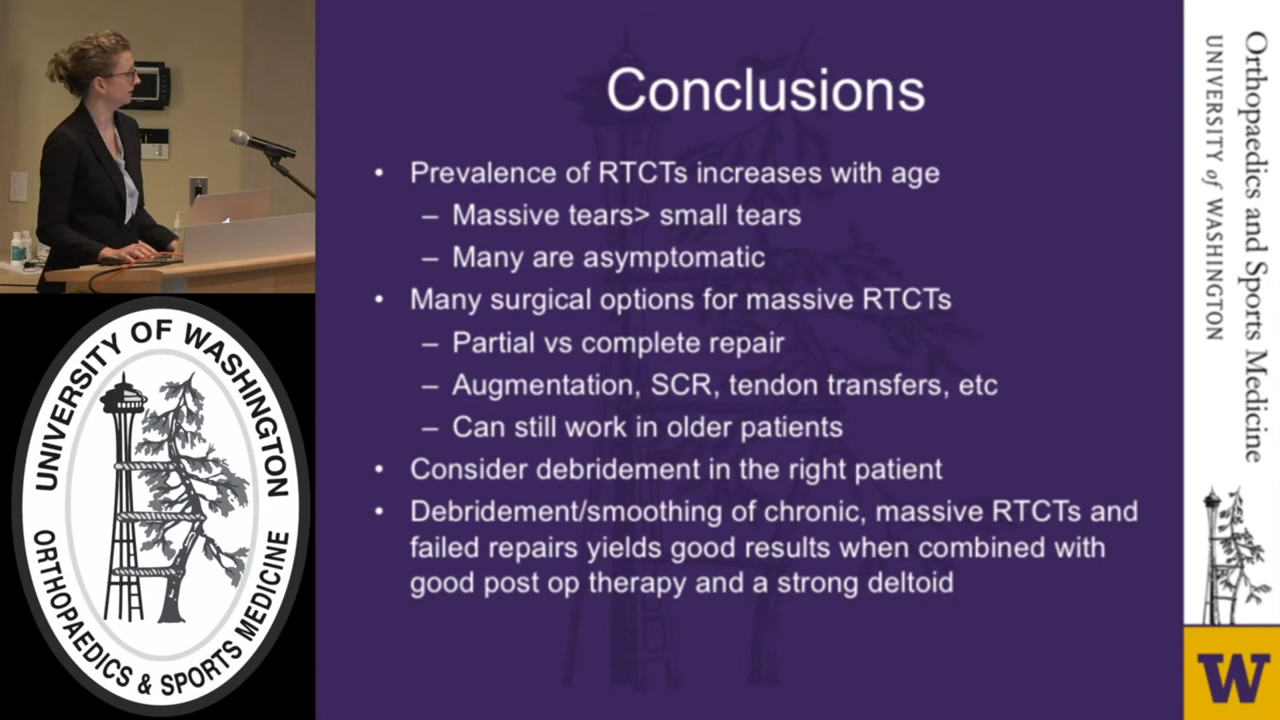 Conclusions
• Prevalence of RTCTs increases with age
– Massive tears> small tears
– Many are asymptomatic
• Many surgical options for massive RTCTs
– Partial vs complete repair
– Augmentation, SCR, tendon transfers, etc
– Can still work in older patients
• Consider debridement in the right patient
• Debridement/smoothing of chronic, massive RTCTs and
failed repairs yields good results when combined with
good post op therapy and a strong deltoid
UNIVERSITY OF WASHINGTON
ORTHOPAEDICS & SPORTS MEDICINE
Orthopaedics and Sports Medicine
UNIVERSITY of WASHINGTON
W